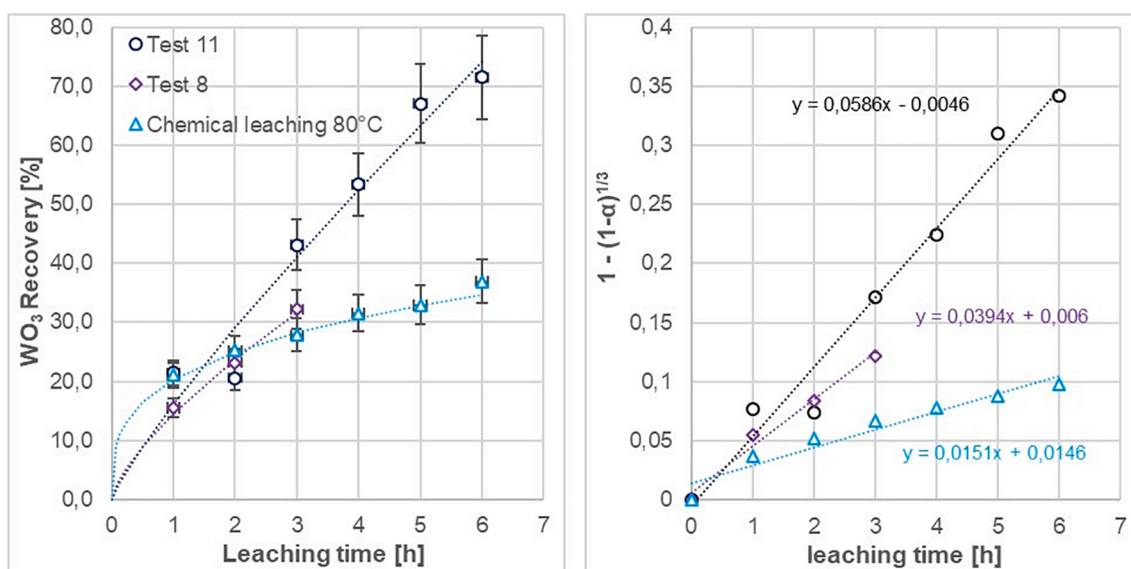 80,0
70,0
60,0
50,0
40,0
30,0
20,0
10,0
0,0
WO3 Recovery [%]
Test 11
Test 8
Chemical leaching 80°C
0 1 2 3 4 5 6 7
Leaching time [h]
0,4
0,35
0,3
0,25
0,2
0,15
0,1
0,05
0
1 - (1-α)1/3
y = 0,0586x - 0,0046
y = 0,0394x + 0,006
y = 0,0151x + 0,0146
0 1 2 3 4 5 6 7
leaching time [h]